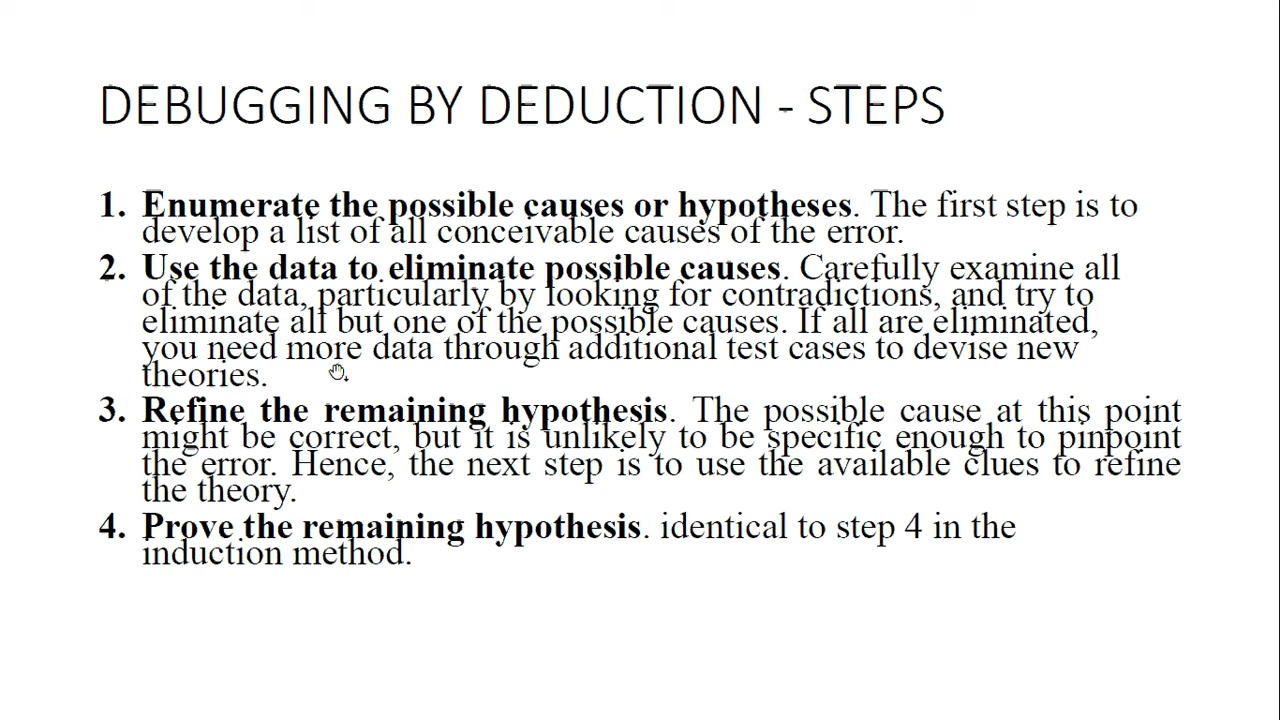 DEBUGGING BY DEDUCTION - STEPS
1. Enumerate the possible causes or hypotheses. The first step is to
develop a list of all conceivable causes of the error.
2. Use the data to eliminate possible causes. Carefully examine all
of the data, particularly by looking for contradictions, and try to
eliminate all but one of the possible causes. If all are eliminated,
you need more data through additional test cases to devise new
theories.
3. Refine the remaining hypothesis. The possible cause at this point
might be correct, but it is unlikely to be specific enough to pinpoint
the error. Hence, the next step is to use the available clues to refine
the theory.
4. Prove the remaining hypothesis. identical to step 4 in the
induction method.